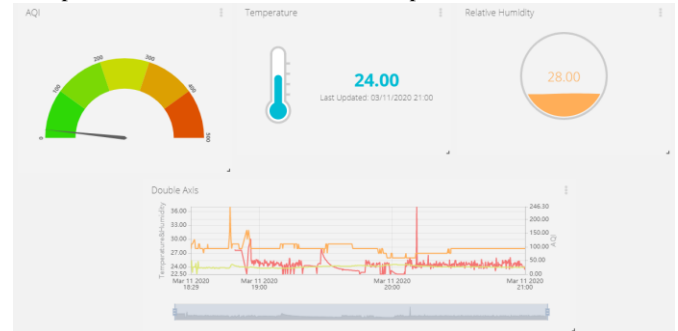 AQI
Temperature
Relative Humidity
0
100
200
300
400
500
24.00
Last Updated: 03/11/2020 21:00
28.00
Double Axis
Temperature&Humidity
36.00
33.00
30.00
27.00
24.00
22.50
246.30
200.00
150.00
100.00
50.00
0.00
AQI
Mar 11 2020
18:29
Mar 11 2020
19:00
Mar 11 2020
20:00
Mar 11 2020
21:00